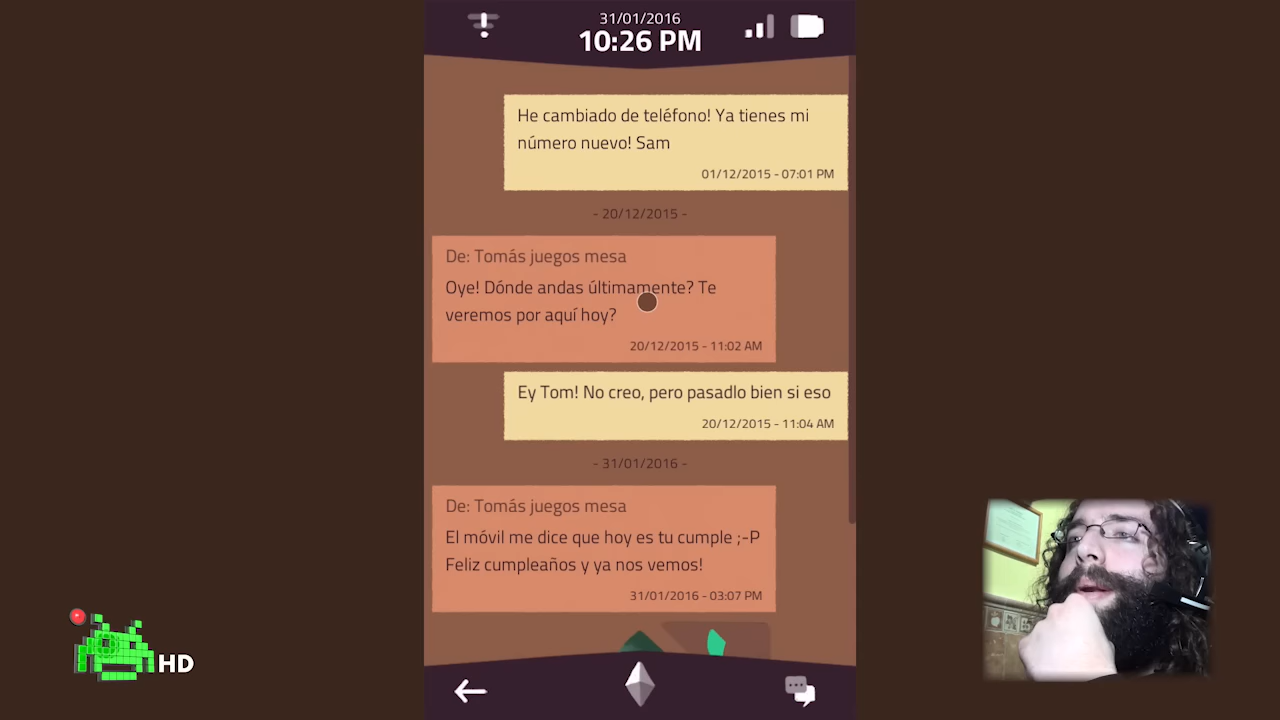 31/01/2016
10:26 PM
He cambiado de teléfono! Ya tienes mi
número nuevo! Sam
01/12/2015 - 07:01 PM
- 20/12/2015 -
De: Tomás juegos mesa
Oye! Dónde andas últimamente? Te
veremos por aquí hoy?
20/12/2015 - 11:02 AM
Ey Tom! No creo, pero pasadlo bien si eso
20/12/2015 - 11:04 AM
- 31/01/2016 -
De: Tomás juegos mesa
El móvil me dice que hoy es tu cumple ;-P
Feliz cumpleaños y ya nos vemos!
31/01/2016 - 03:07 PM
HD